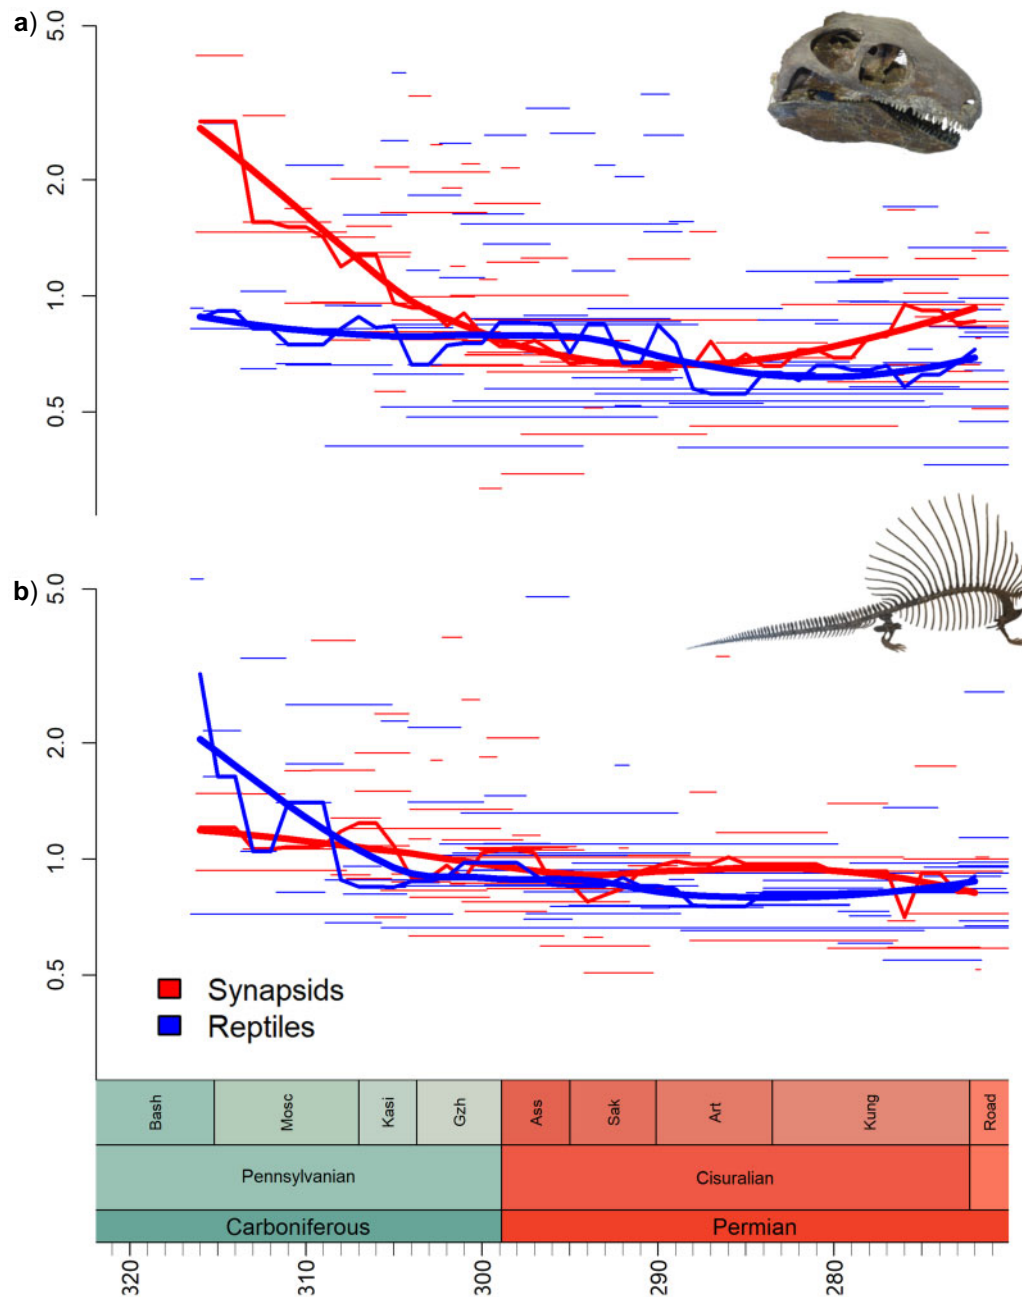 a)
5.0
2.0
1.0
0.5
b)
5.0
2.0
1.0
0.5
Synapsids
Reptiles
Bash Mosc Kasi Gzh Ass Sak Art Kung Road
Pennsylvanian Cisuralian
Carboniferous Permian
320 310 300 290 280